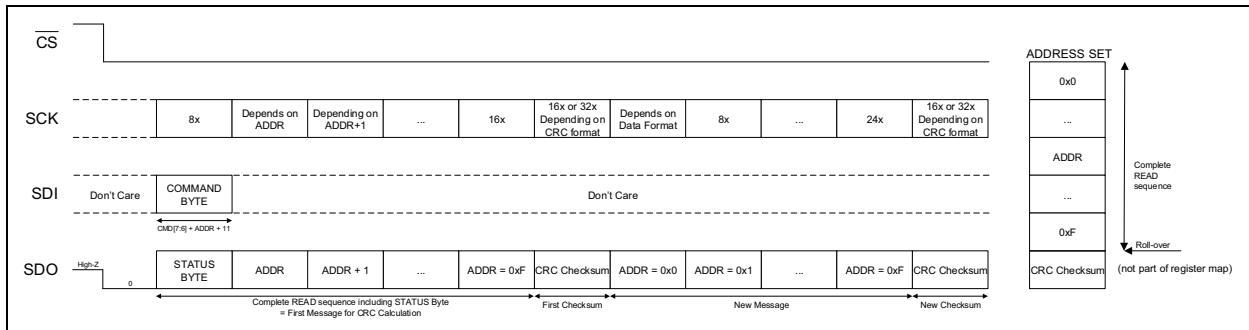 CS
ADDRESS SET
0x0
...
ADDR
...
0xF
CRC Checksum
Complete
READ
sequence
Roll-over
(not part of register map)
SCK
8x
Depends on
ADDR
Depending on
ADDR+1
...
16x
16x or 32x
Depending on
CRC format
Depends on
Data Format
8x
...
24x
16x or 32x
Depending on
CRC format
SDI
Don't Care
COMMAND
BYTE
Don't Care
CMD[7:6] + ADDR + 11
SDO
High-Z
0
STATUS
BYTE
ADDR
ADDR + 1
...
ADDR = 0xF
CRC Checksum
ADDR = 0x0
ADDR = 0x1
...
ADDR = 0xF
CRC Checksum
Complete READ sequence including STATUS Byte
= First Message for CRC Calculation
First Checksum
New Message
New Checksum